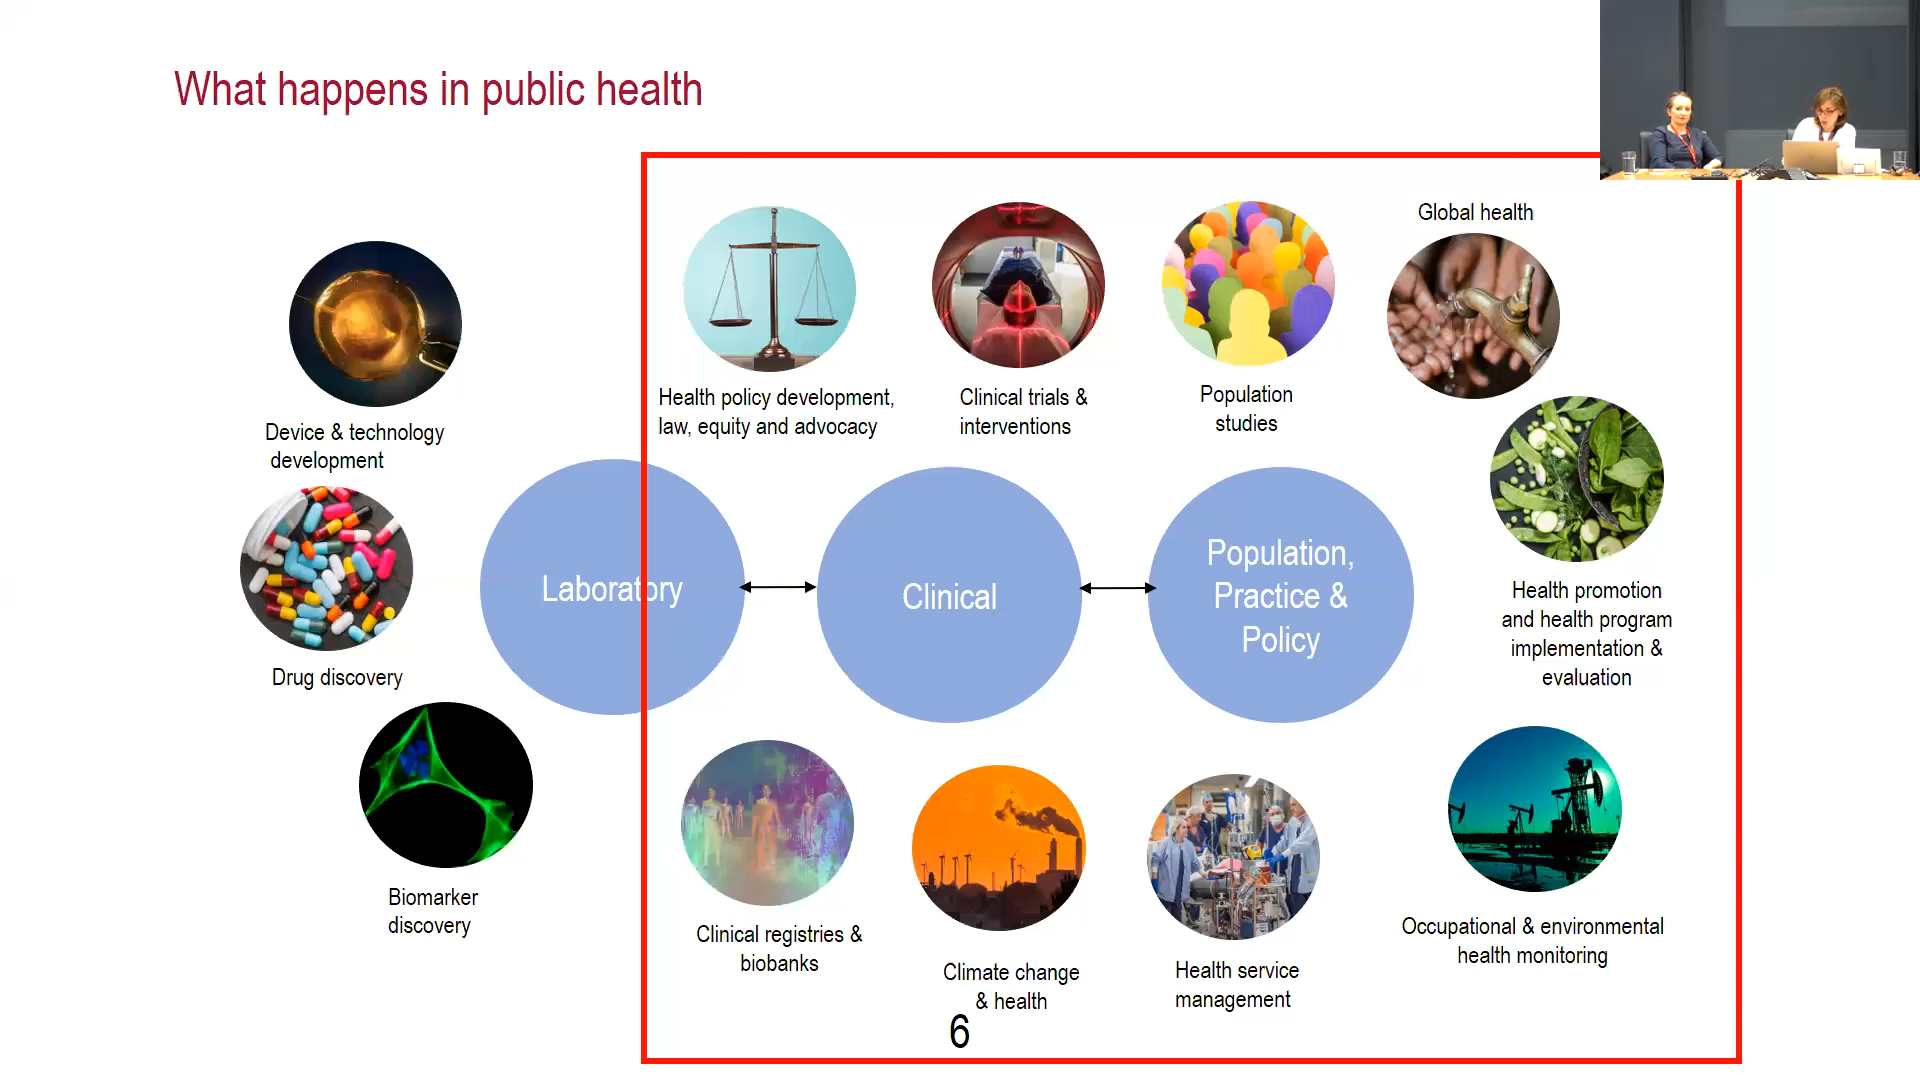 What happens in public health
Global health
Health policy development,
law, equity and advocacy
Clinical trials &
interventions
Population
studies
Device & technology
development
Laboratory
Clinical
Population,
Practice &
Policy
Health promotion
and health program
implementation &
evaluation
Drug discovery
Biomarker
discovery
Clinical registries &
biobanks
Climate change
& health
Health service
management
Occupational & environmental
health monitoring
6